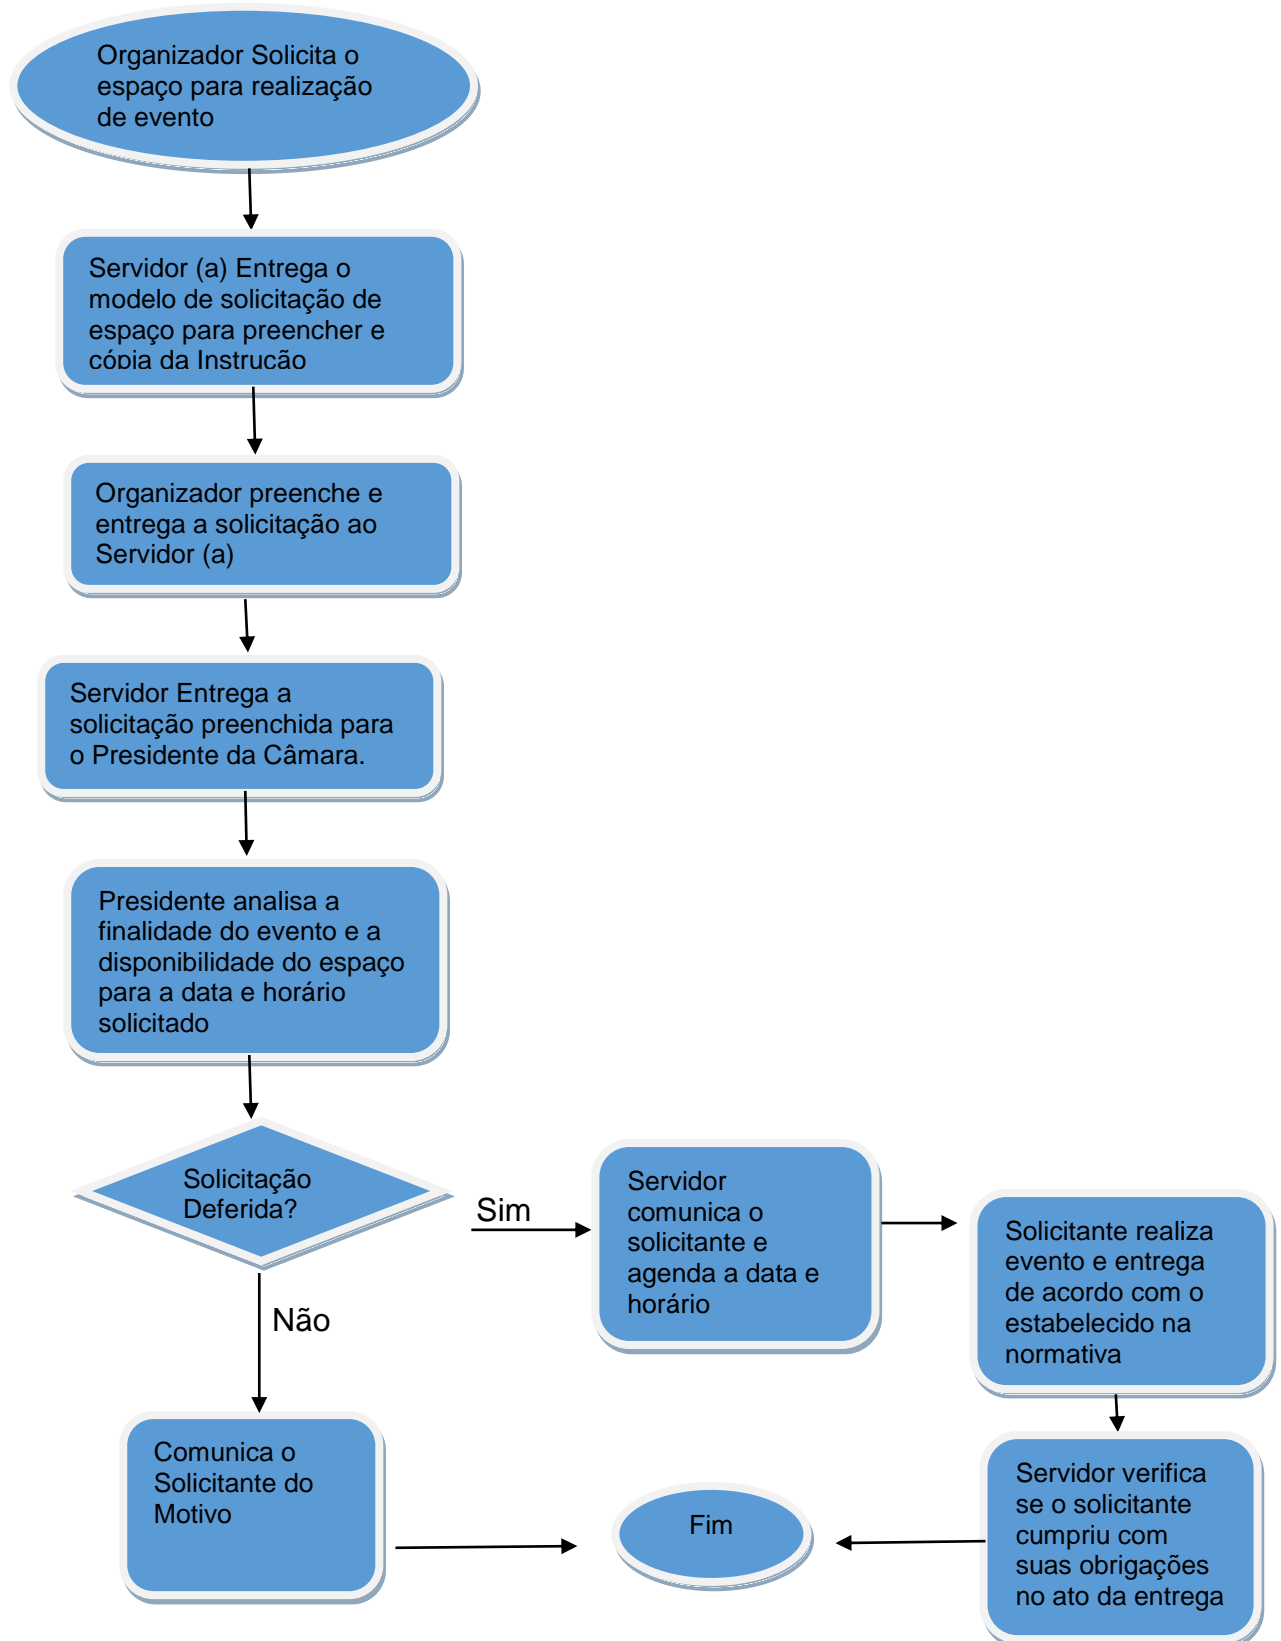 Organizador Solicita o
espaço para realização
de evento
Servidor (a) Entrega o
modelo de solicitação de
espaço para preencher e
cópia da Instrução
Organizador preenche e
entrega a solicitação ao
Servidor (a)
Servidor Entrega a
solicitação preenchida para
o Presidente da Câmara.
Presidente analisa a
finalidade do evento e a
disponibilidade do espaço
para a data e horário
solicitado
Solicitação
Deferida?
Sim
Servidor
comunica o
solicitante e
agenda a data e
horário
Solicitante realiza
evento e entrega
de acordo com o
estabelecido na
normativa
Não
Comunica o
Solicitante do
Motivo
Fim
Servidor verifica
se o solicitante
cumpriu com
suas obrigações
no ato da entrega